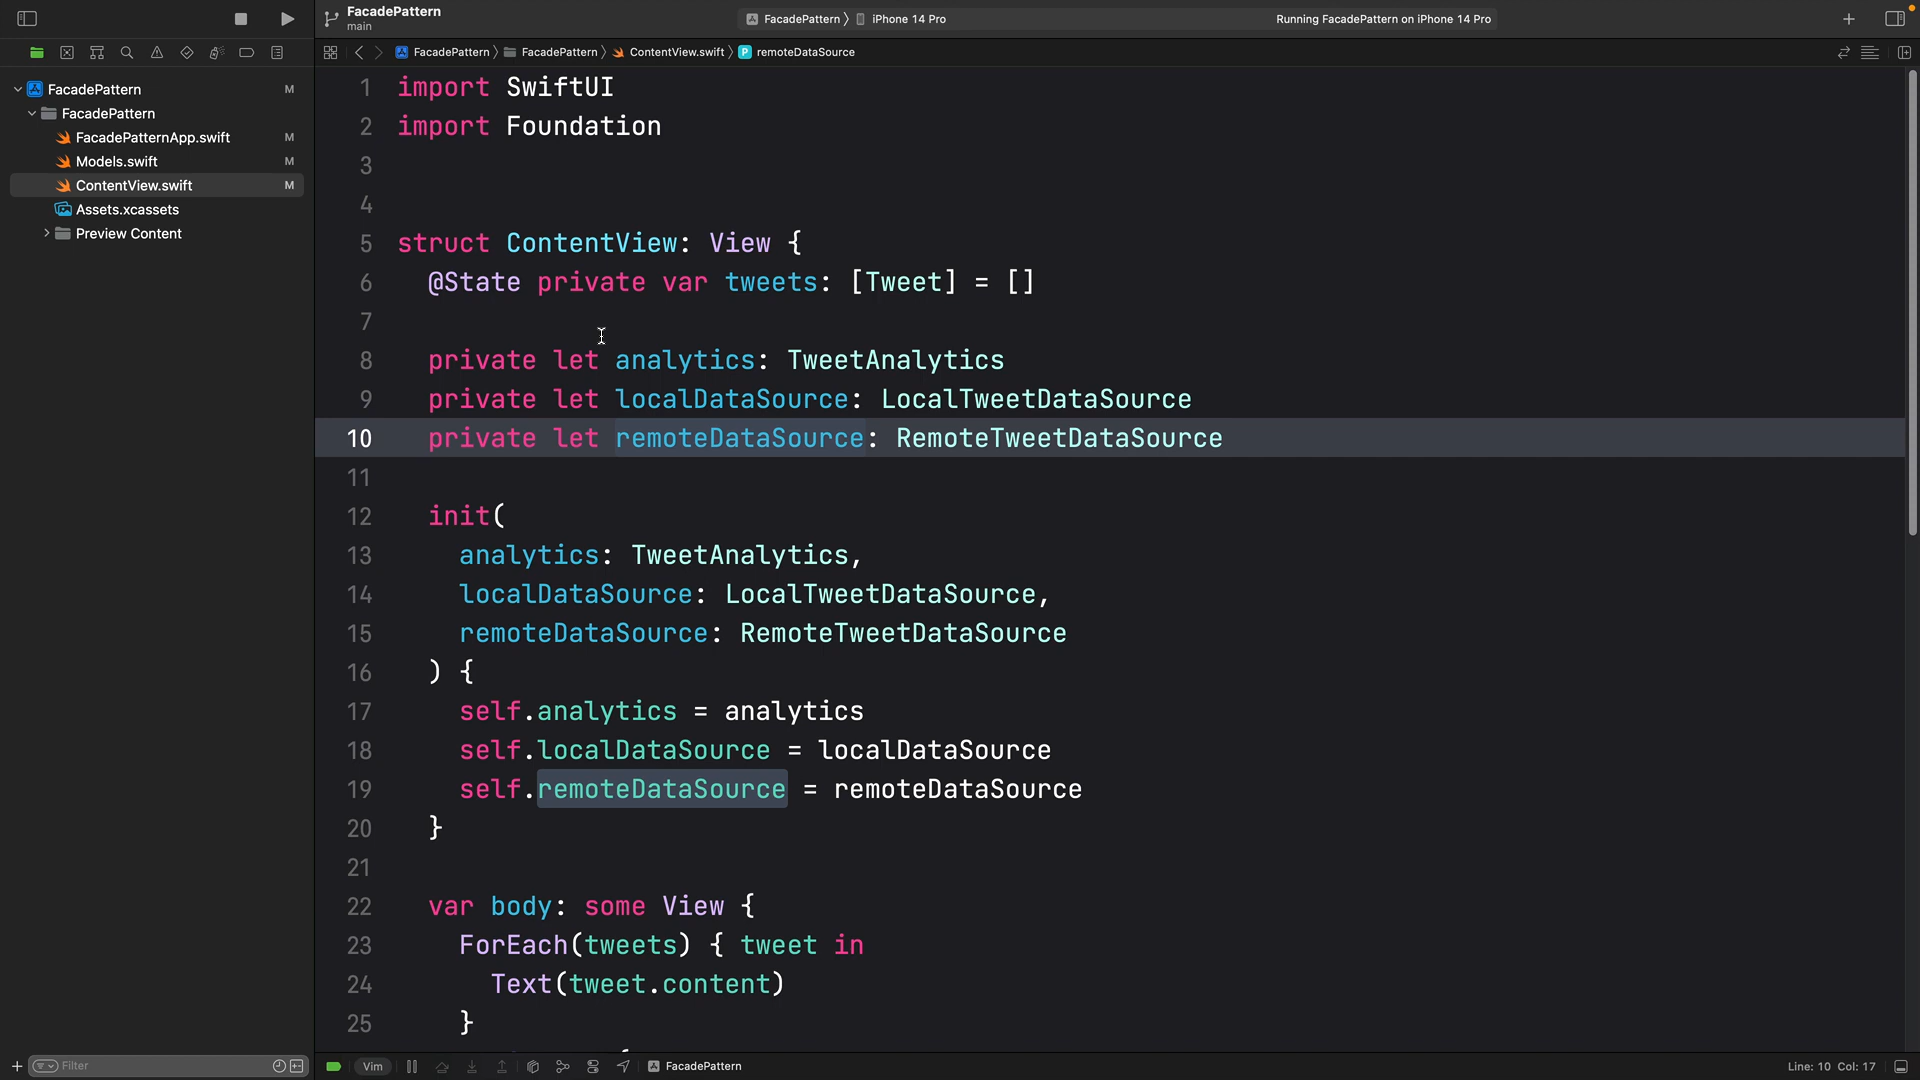 FacadePattern
main
FacadePattern 〉 iPhone 14 Pro
Running FacadePattern on iPhone 14 Pro
FacadePattern 〉 FacadePattern 〉 ContentView.swift 〉 P remoteDataSource
FacadePattern M
FacadePattern
FacadePatternApp.swift M
Models.swift M
ContentView.swift M
Assets.xcassets
Preview Content
1 import SwiftUI
2 import Foundation
3
4
5 struct ContentView: View {
6 @State private var tweets: [Tweet] = []
7
8 private let analytics: TweetAnalytics
9 private let localDataSource: LocalTweetDataSource
10 private let remoteDataSource: RemoteTweetDataSource
11
12 init(
13 analytics: TweetAnalytics,
14 localDataSource: LocalTweetDataSource,
15 remoteDataSource: RemoteTweetDataSource
16 ) {
17 self.analytics = analytics
18 self.localDataSource = localDataSource
19 self.remoteDataSource = remoteDataSource
20 }
21
22 var body: some View {
23 ForEach(tweets) { tweet in
24 Text(tweet.content)
25 }
Filter
Vim
FacadePattern
Line: 10 Col: 17